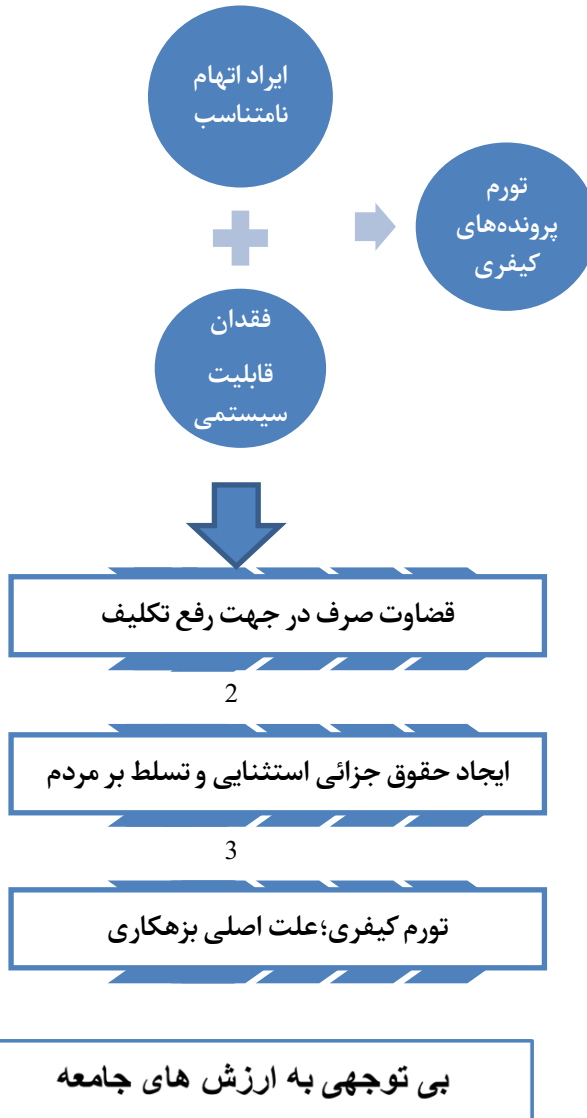 ایراد اتهام
نامتناسب
تورم
پرونده‌های
کیفری
فقدان
قابلیت
سیستمی
قضاوت صرف در جهت رفع تکلیف
2
ایجاد حقوق جزائی استثنایی و تسلط بر مردم
3
تورم کیفری؛علت اصلی بزهکاری
بی توجهی به ارزش های جامعه